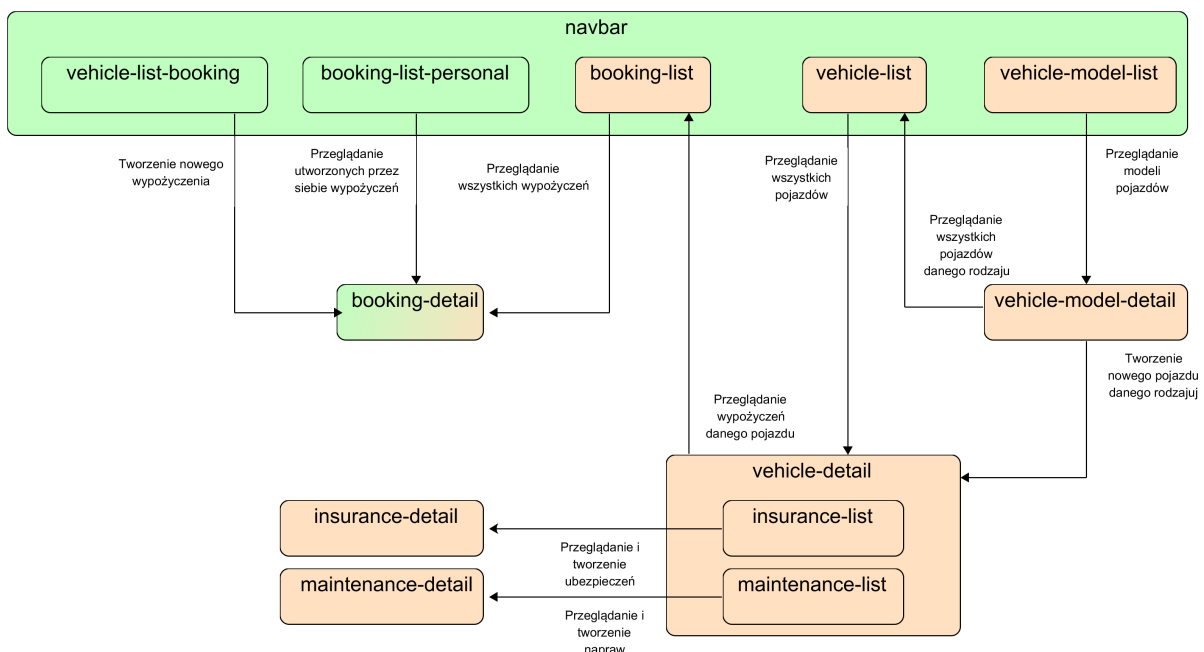 navbar
vehicle-list-booking
booking-list-personal
booking-list
vehicle-list
vehicle-model-list
Tworzenie nowego
wypożyczenia
Przeglądanie
utworzonych przez
siebie wypożyczeń
Przeglądanie
wszystkich wypożyczeń
Przeglądanie
wszystkich
pojazdów
Przeglądanie
modeli
pojazdów
Przeglądanie
wszystkich
pojazdów
danego rodzaju
booking-detail
vehicle-model-detail
Tworzenie
nowego pojazdu
danego rodzajuj
Przeglądanie
wypożyczeń
danego pojazdu
vehicle-detail
insurance-detail
insurance-list
Przeglądanie i
tworzenie
ubezpieczeń
maintenance-detail
maintenance-list
Przeglądanie i
tworzenie
napraw